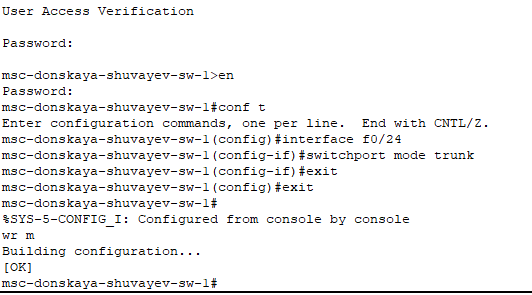 User Access Verification
Password:
msc-donskaya-shuvayev-sw-1>en
Password:
msc-donskaya-shuvayev-sw-1#conf t
Enter configuration commands, one per line.  End with CNTL/Z.
msc-donskaya-shuvayev-sw-1(config)#interface f0/24
msc-donskaya-shuvayev-sw-1(config-if)#switchport mode trunk
msc-donskaya-shuvayev-sw-1(config-if)#exit
msc-donskaya-shuvayev-sw-1(config)#exit
msc-donskaya-shuvayev-sw-1#
%SYS-5-CONFIG_I: Configured from console by console
wr m
Building configuration...
[OK]
msc-donskaya-shuvayev-sw-1#